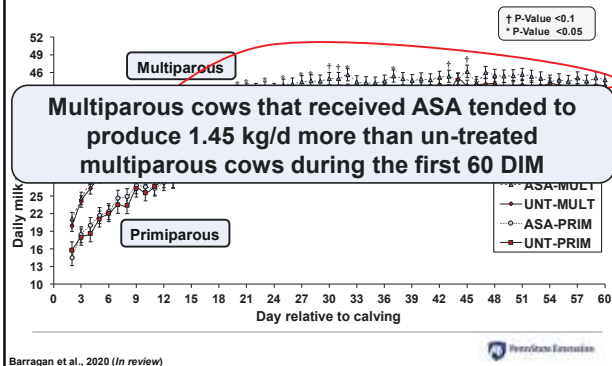 † P-Value <0.1
* P-Value <0.05
52
49
46
Multiparous
Multiparous cows that received ASA tended to
produce 1.45 kg/d more than un-treated
multiparous cows during the first 60 DIM
Daily milk
25
22
19
16
13
10
Primiparous
ASA-MULT
UNT-MULT
ASA-PRIM
UNT-PRIM
0 3 6 9 12 15 18 21 24 27 30 33 36 39 42 45 48 51 54 57 60
Day relative to calving
PennState Extension
Barragan et al., 2020 (In review)